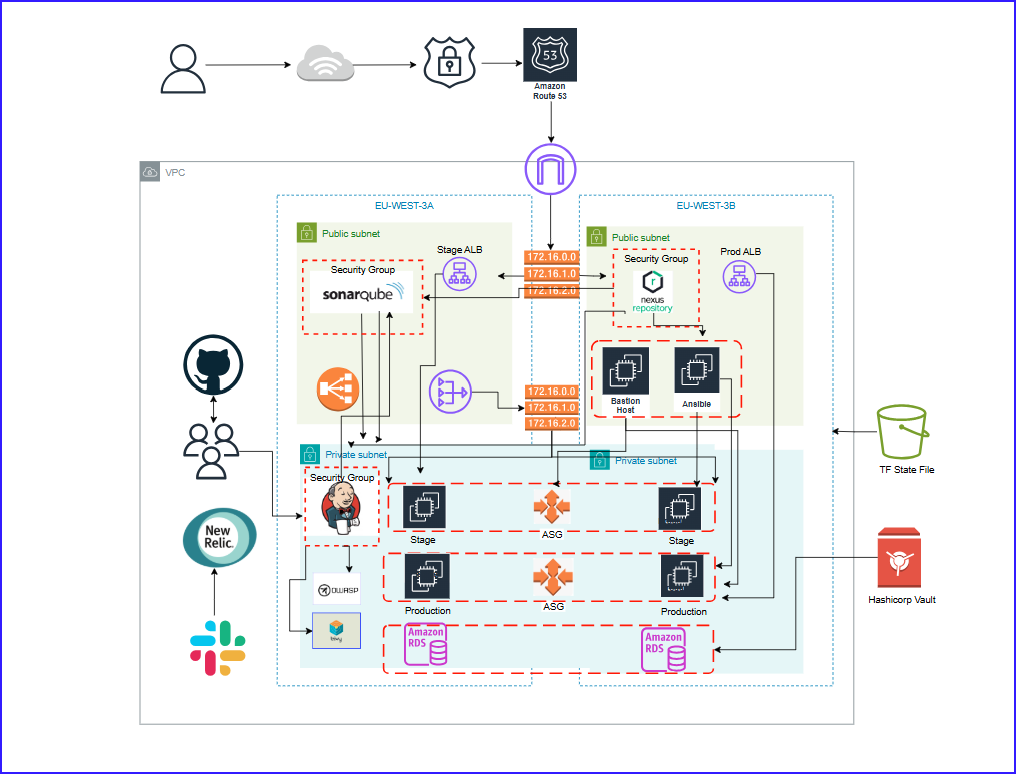 53
Amazon
Route 53
VPC
EU-WEST-3A
EU-WEST-3B
Public subnet
Public subnet
Stage ALB
Prod ALB
Security Group
sonarqube
172.16.0.0
172.16.1.0
172.16.2.0
Security Group
r
nexus
repository
172.16.0.0
172.16.1.0
172.16.2.0
Bastion
Host
Ansible
Private subnet
Private subnet
TF State File
Security Group
Stage
ASG
Stage
New
Relic.
OWASP
Production
ASG
Production
Hashicorp Vault
Amazon
RDS
Amazon
RDS